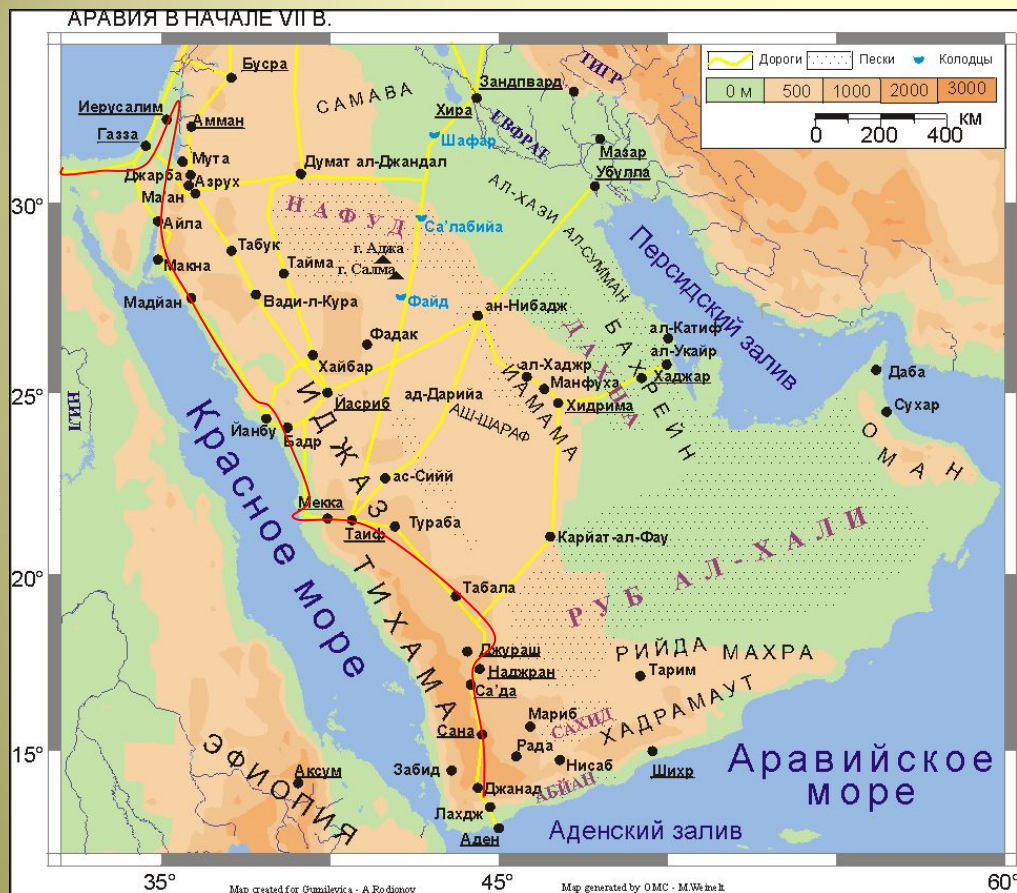 АРАВИЯ В НАЧАЛЕ VII В.
Дороги Пески Колодцы
0 м 500 1000 2000 3000
0 200 400 КМ
Бусра
САМАВА
Зандпвард
ТИГР
Иерусалим
Амман
Хира
ЕВФРАТ
Газза
Шафар
Мазар
Мута
Думат ал-Джандал
Убулла
Джарба
Азрух
Маган
АЛ-ХАЗИ
30°
НАФУД
Са'лабийа
Айла
АЛ-СУММАН
Персидский залив
Табук
г. Аджа
г. Салма
Макна
Тайма
Мадйан
Вади-л-Кура
Файд
ан-Нибадж
ДАХНА
БАХРЕЙН
ал-Катиф
Фадак
ал-Укайр
Хайбар
ал-Хаджр
Хаджар
Даба
25°
ИАМАМА
Манфуха
Йасриб
ад-Дарийа
Хидрима
Сухар
НИЛ
Красное море
ХИДЖАЗ
АШ-ШАРАФ
Йанбу
Бадр
ОМАН
ас-Сийй
Мекка
Таиф
Тураба
Карйат-ал-Фау
20°
РУБ АЛ-ХАЛИ
ТИХАМА
Табала
Джураш
РИЙДА
МАХРА
Наджран
Тарим
Са'да
ХАДРАМАУТ
Мариб
САХИД
Сана
15°
ЭФИОПИЯ
Рада
Аравийское
море
Забид
Нисаб
Шихр
Аксум
Джанад
АБЙАН
Лахдж
Аден
Аденский залив
35° 45° 60°
Map created for Gumilevica - A.Rodionov
Map generated by OMC - M.Weinelt